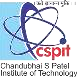 cspit
Chandubhai S Patel
Institute of Technology